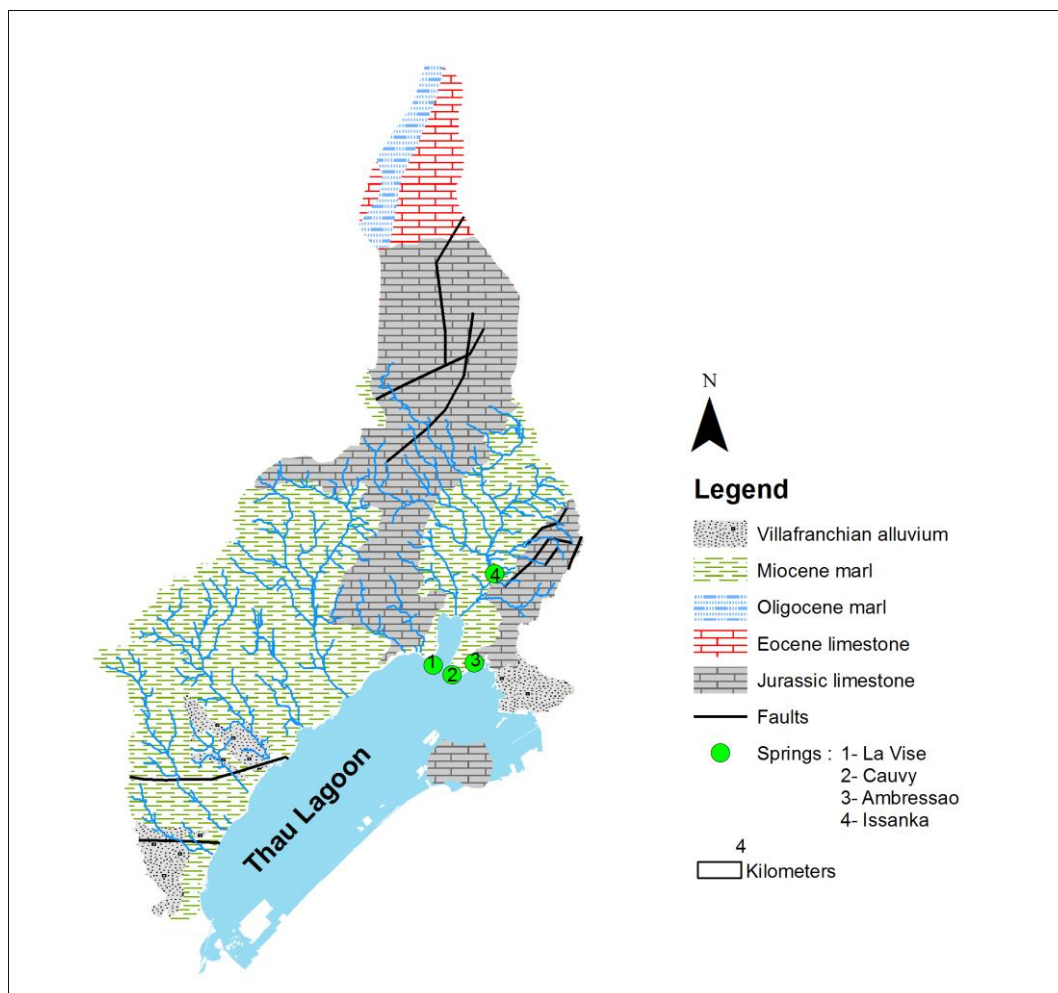 N
Legend
Villafranchian alluvium
Miocene marl
Oligocene marl
Eocene limestone
Jurassic limestone
Faults
Springs : 1- La Vise
2- Cauvy
3- Ambressao
4- Issanka
4
Kilometers
4
1
2
3
Thau Lagoon